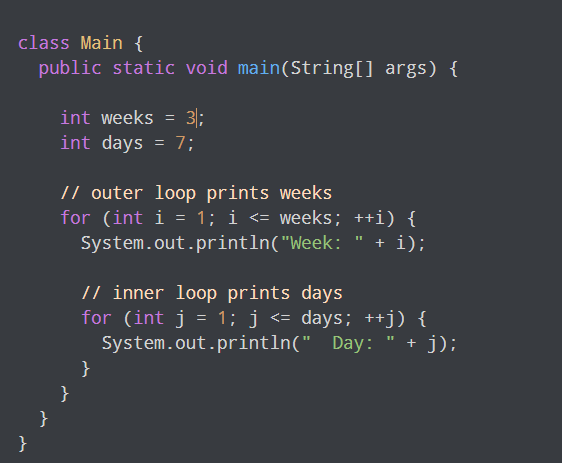 class Main {
  public static void main(String[] args) {

    int weeks = 3;
    int days = 7;

    // outer loop prints weeks
    for (int i = 1; i <= weeks; ++i) {
      System.out.println("Week: " + i);

      // inner loop prints days
      for (int j = 1; j <= days; ++j) {
        System.out.println("  Day: " + j);
      }
    }
  }
}